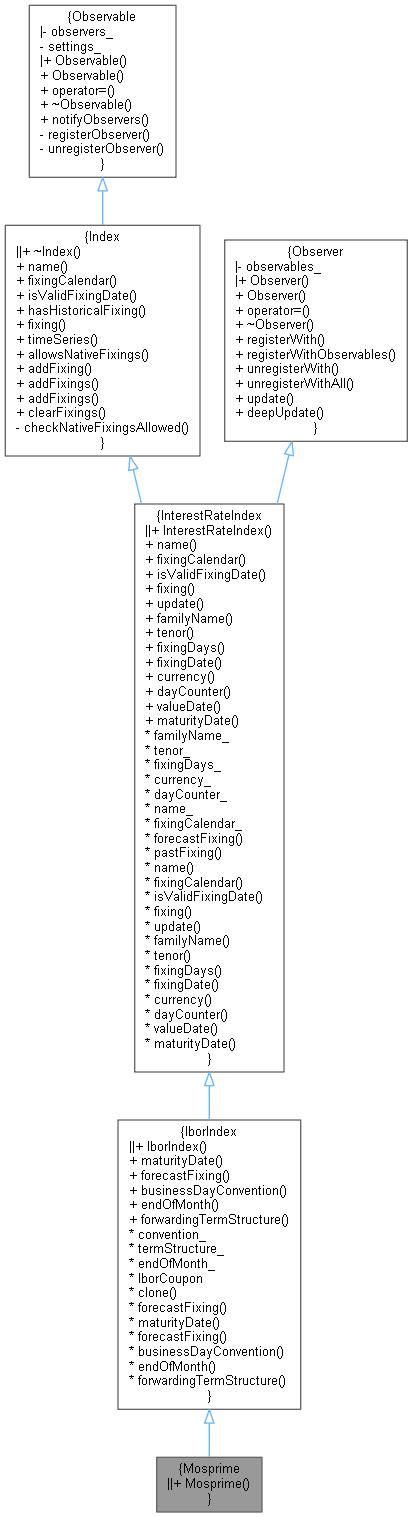 {Observable
|- observers_
- settings_
|+ Observable()
+ Observable()
+ operator=()
+ ~Observable()
+ notifyObservers()
- registerObserver()
- unregisterObserver()
}
{Index
||+ ~Index()
+ name()
+ fixingCalendar()
+ isValidFixingDate()
+ hasHistoricalFixing()
+ fixing()
+ timeSeries()
+ allowsNativeFixings()
+ addFixing()
+ addFixings()
+ addFixings()
+ clearFixings()
- checkNativeFixingsAllowed()
}
{Observer
|- observables_
|+ Observer()
+ Observer()
+ operator=()
+ ~Observer()
+ registerWith()
+ registerWithObservables()
+ unregisterWith()
+ unregisterWithAll()
+ update()
+ deepUpdate()
}
{InterestRateIndex
||+ InterestRateIndex()
+ name()
+ fixingCalendar()
+ isValidFixingDate()
+ fixing()
+ update()
+ familyName()
+ tenor()
+ fixingDays()
+ fixingDate()
+ currency()
+ dayCounter()
+ valueDate()
+ maturityDate()
* familyName_
* tenor_
* fixingDays_
* currency_
* dayCounter_
* name_
* fixingCalendar_
* forecastFixing()
* pastFixing()
* name()
* fixingCalendar()
* isValidFixingDate()
* fixing()
* update()
* familyName()
* tenor()
* fixingDays()
* fixingDate()
* currency()
* dayCounter()
* valueDate()
* maturityDate()
}
{IborIndex
||+ IborIndex()
+ maturityDate()
+ forecastFixing()
+ businessDayConvention()
+ endOfMonth()
+ forwardingTermStructure()
* convention_
* termStructure_
* endOfMonth_
* IborCoupon
* clone()
* forecastFixing()
* maturityDate()
* forecastFixing()
* businessDayConvention()
* endOfMonth()
* forwardingTermStructure()
}
{Mosprime
||+ Mosprime()
}